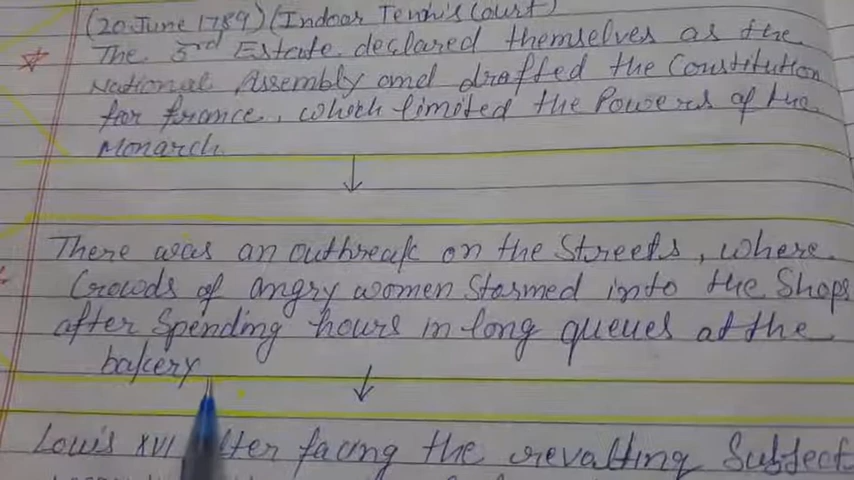 (20 June 1789) (Indoor Tennis Court)
The 3rd Estate declared themselves as the
National Assembly and drafted the Constitution
for france, which limited the Powers of the
Monarch
There was an outbreak on the Streets, where
Crowds of angry women Stormed into the Shops
after Spending hours in long queues at the
bakery
Louis XVI after facing the revolting Subject